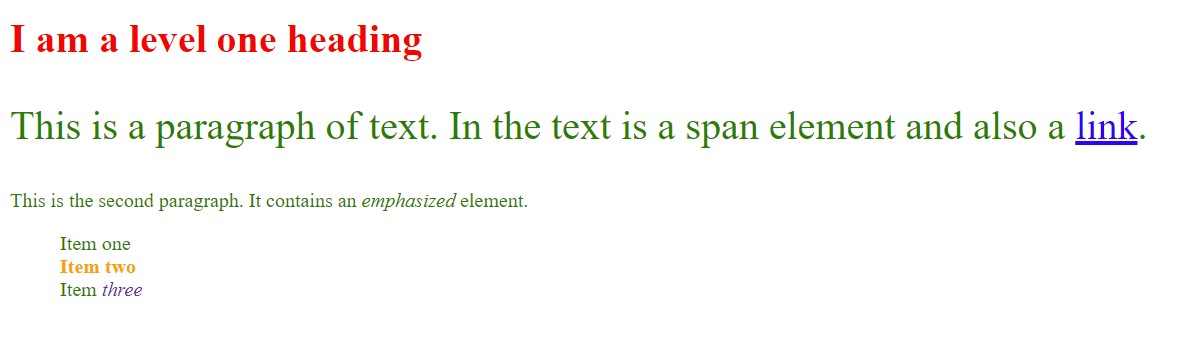 I am a level one heading
This is a paragraph of text. In the text is a span element and also a link.
This is the second paragraph. It contains an emphasized element.
Item one
Item two
Item three